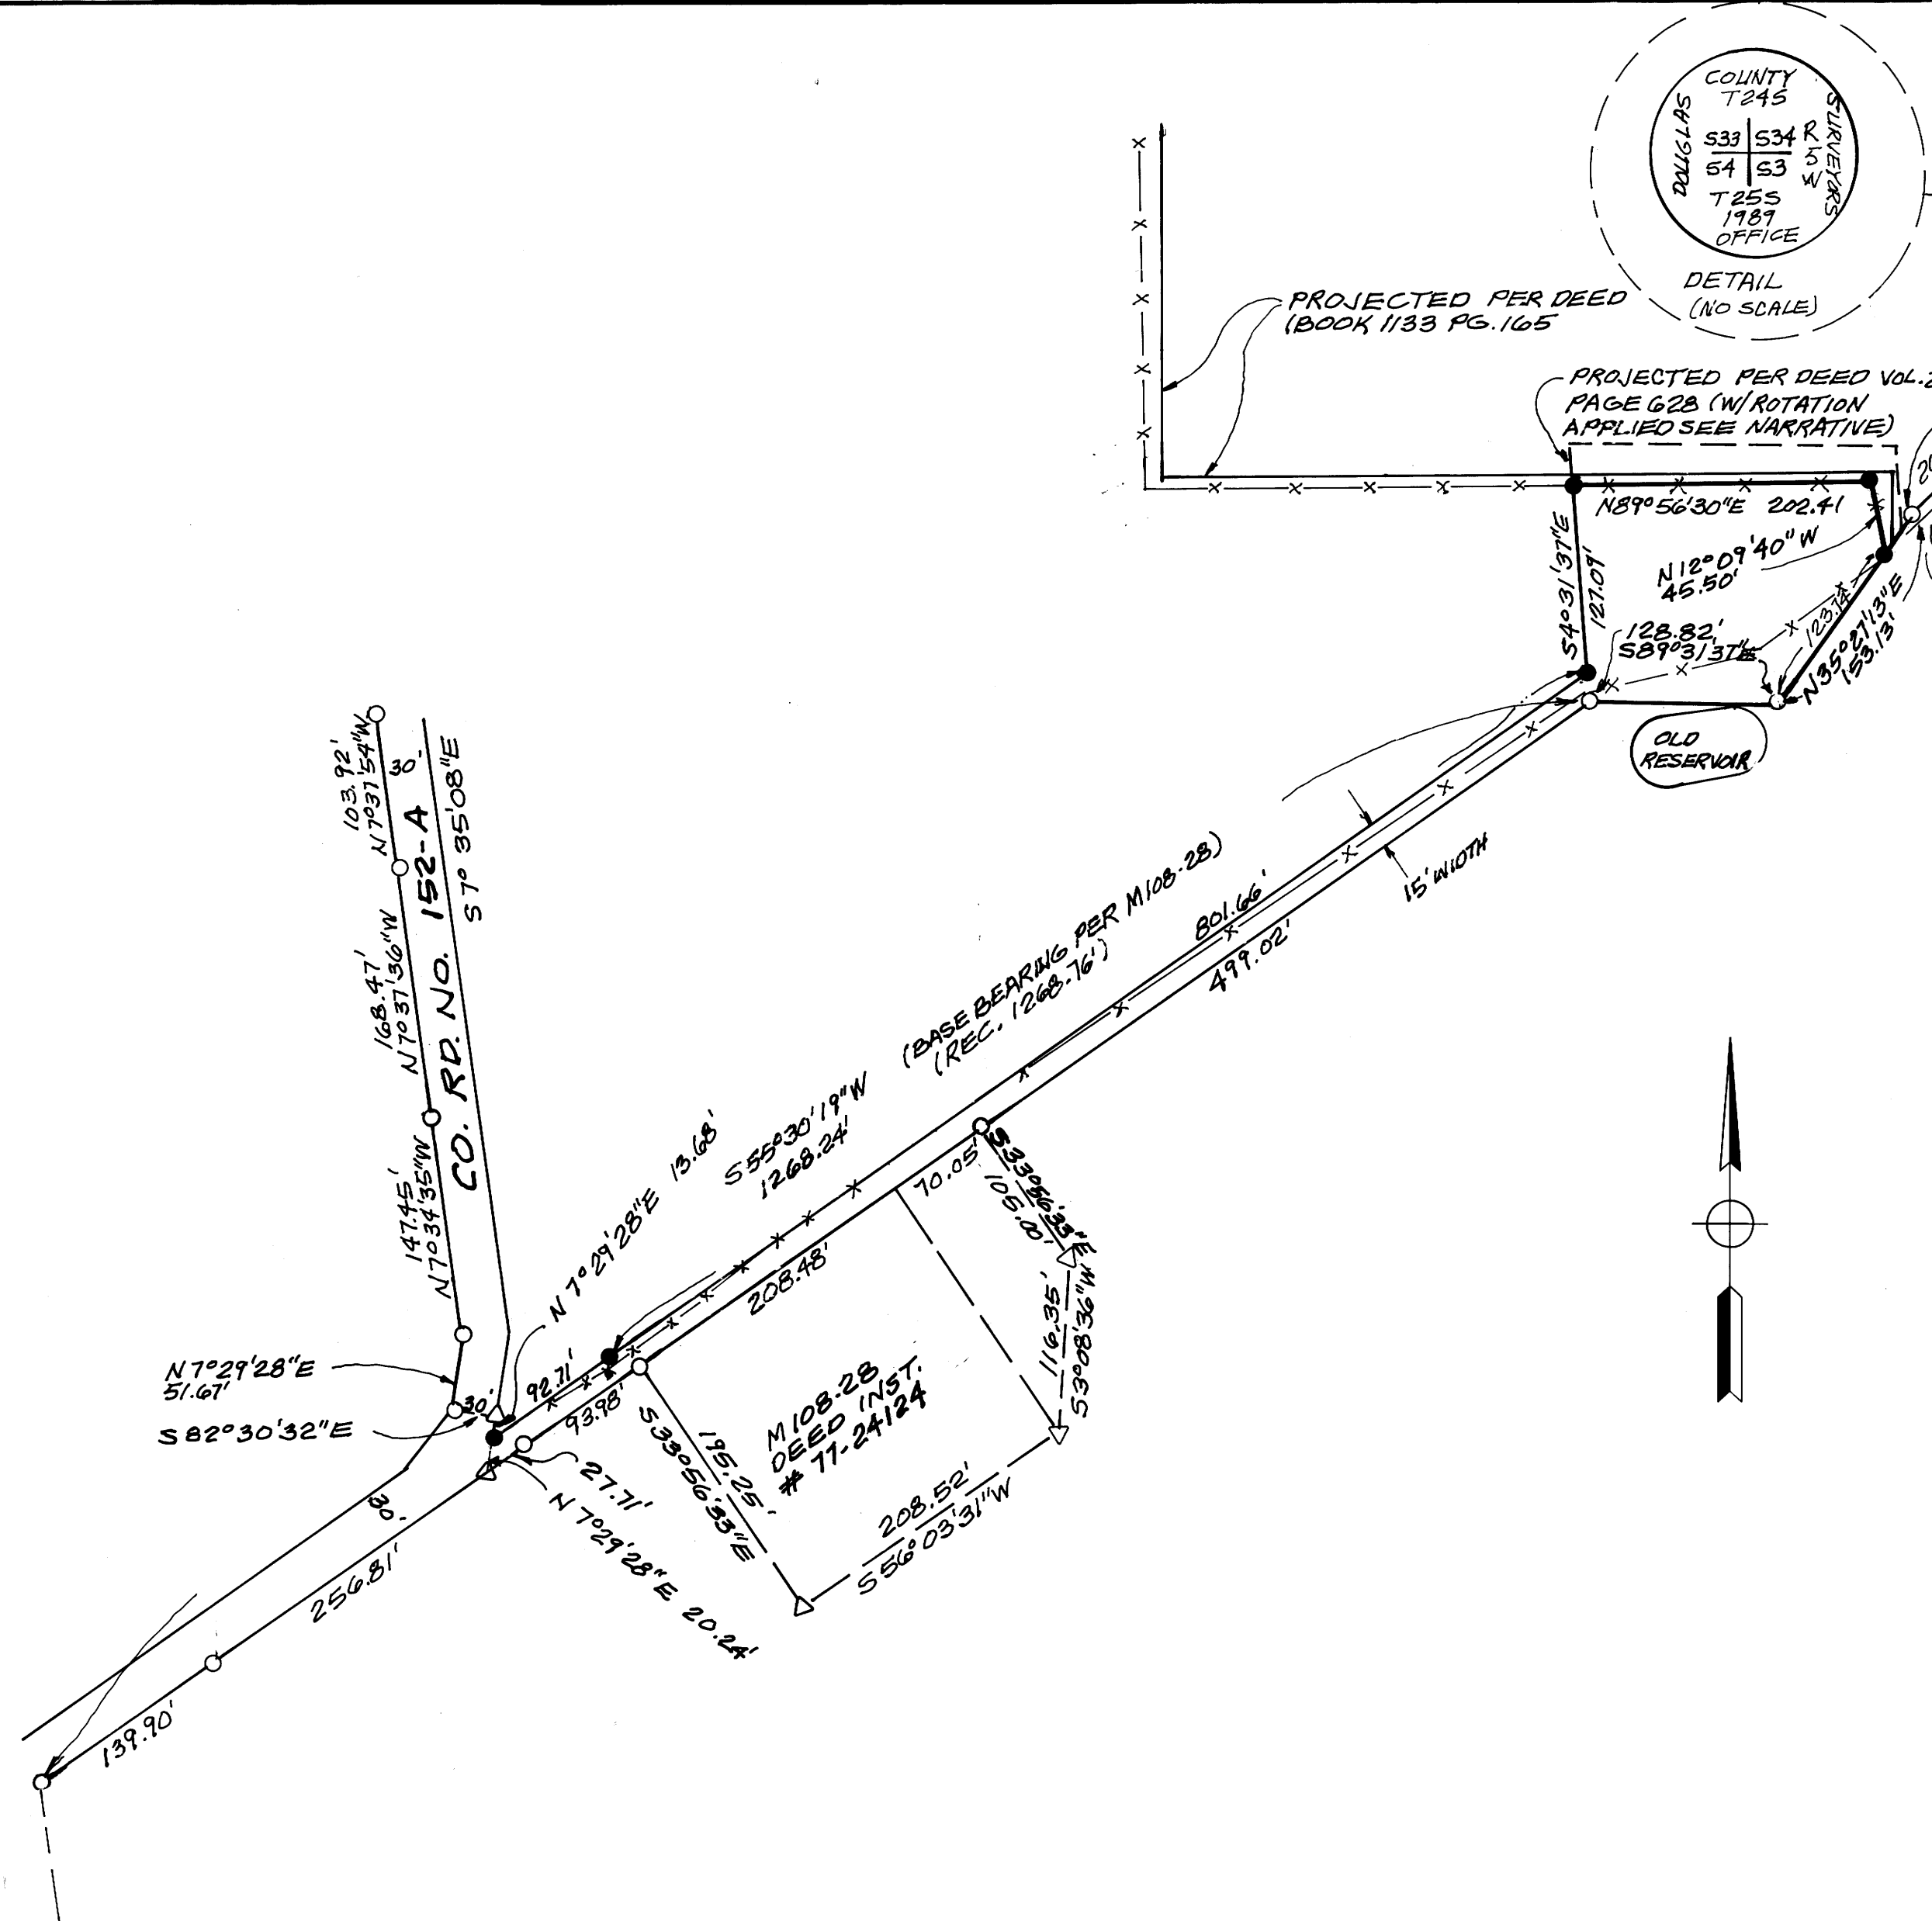 COUNTY
T24S
DOUGLAS
SURVEYORS
S33 S34
S4 S3
R
5
W
T25S
1989
OFFICE
DETAIL
(NO SCALE)
PROJECTED PER DEED
(BOOK 1133 PG. 165
PROJECTED PER DEED VOL.
PAGE 628 (W/ROTATION
APPLIED SEE NARRATIVE)
N89°56'30"E 202.41
N12°09'40"W
45.50'
S4°31'37"E
127.09'
128.82'
S89°31'37"E
123.14
N35°27'13"E
153.13'
OLD
RESERVOIR
15' WIDTH
103.92'
N7°37'54"W
30'
S7°35'08"E
CO. RD. NO. 152-A
168.47'
N7°37'36"W
147.45'
N7°34'35"W
(BASE BEARING PER M108-28)
(REC. 1268.76')
801.66'
499.02'
S55°30'19"W
1268.24'
N7°29'28"E 13.68'
70.05'
S33°56'33"E
105.00'
116.35'
S3°08'36"W
208.48'
N7°29'28"E
51.67'
S82°30'32"E
30'
92.71'
93.98'
M108-28
DEED INST.
# 77-24124
195.25'
S33°56'33"E
208.52'
S56°03'31"W
27.71'
N7°29'28"E 20.24'
80'
256.81'
139.90'